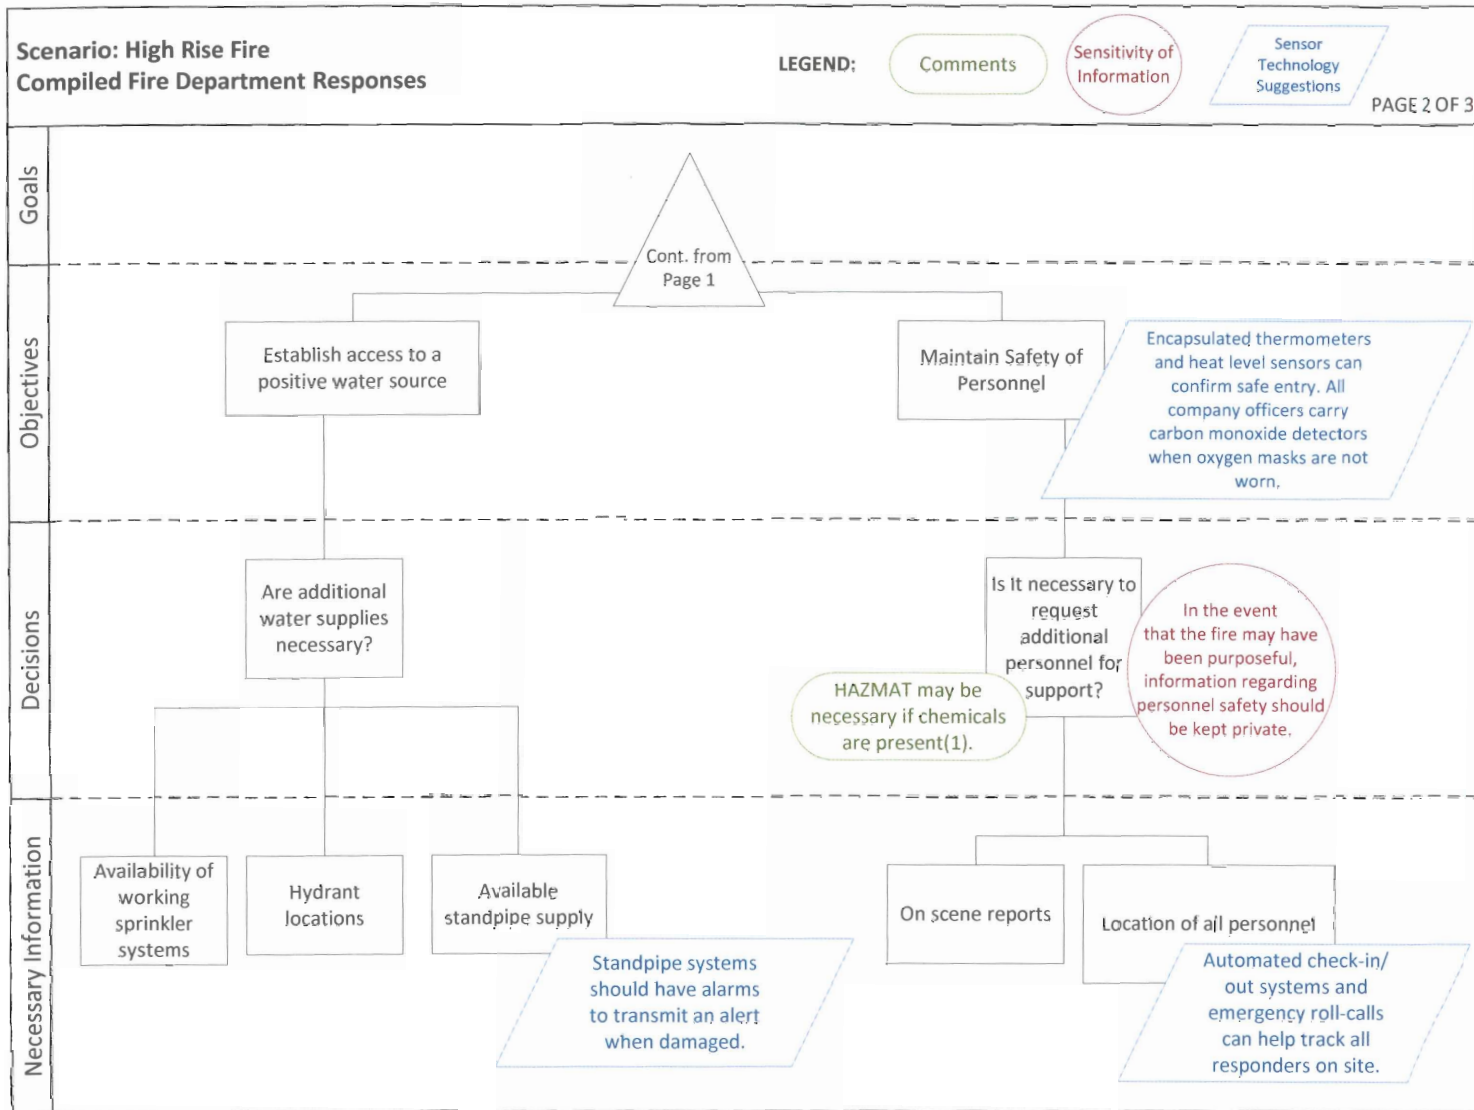 Scenario: High Rise Fire
Compiled Fire Department Responses
LEGEND:
Comments
Sensitivity of
Information
Sensor
Technology
Suggestions
PAGE 2 OF 3
Goals
Cont. from
Page 1
Objectives
Establish access to a
positive water source
Maintain Safety of
Personnel
Encapsulated thermometers
and heat level sensors can
confirm safe entry. All
company officers carry
carbon monoxide detectors
when oxygen masks are not
worn.
Decisions
Are additional
water supplies
necessary?
Is it necessary to
request
additional
personnel for
support?
HAZMAT may be
necessary if chemicals
are present(1).
In the event
that the fire may have
been purposeful,
information regarding
personnel safety should
be kept private.
Necessary Information
Availability of
working
sprinkler
systems
Hydrant
locations
Available
standpipe supply
Standpipe systems
should have alarms
to transmit an alert
when damaged.
On scene reports
Location of all personnel
Automated check-in/
out systems and
emergency roll-calls
can help track all
responders on site.